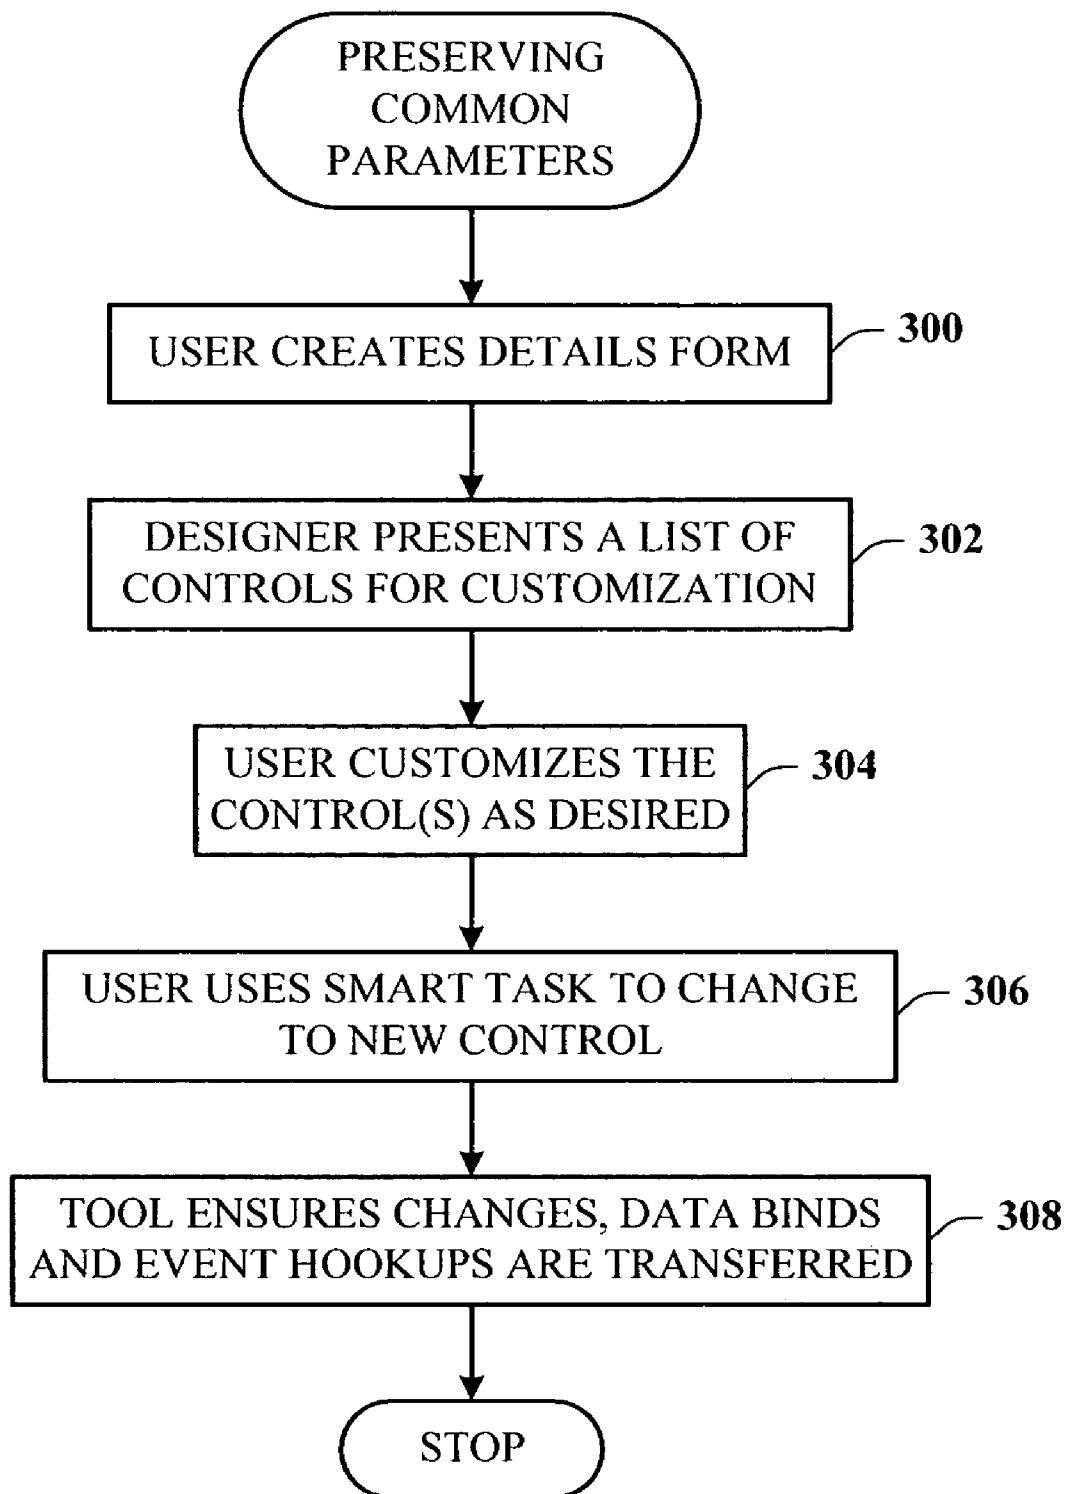 PRESERVING
COMMON
PARAMETERS
USER CREATES DETAILS FORM
300
DESIGNER PRESENTS A LIST OF
CONTROLS FOR CUSTOMIZATION
302
USER CUSTOMIZES THE
CONTROL(S) AS DESIRED
304
USER USES SMART TASK TO CHANGE
TO NEW CONTROL
306
TOOL ENSURES CHANGES, DATA BINDS
AND EVENT HOOKUPS ARE TRANSFERRED
308
STOP